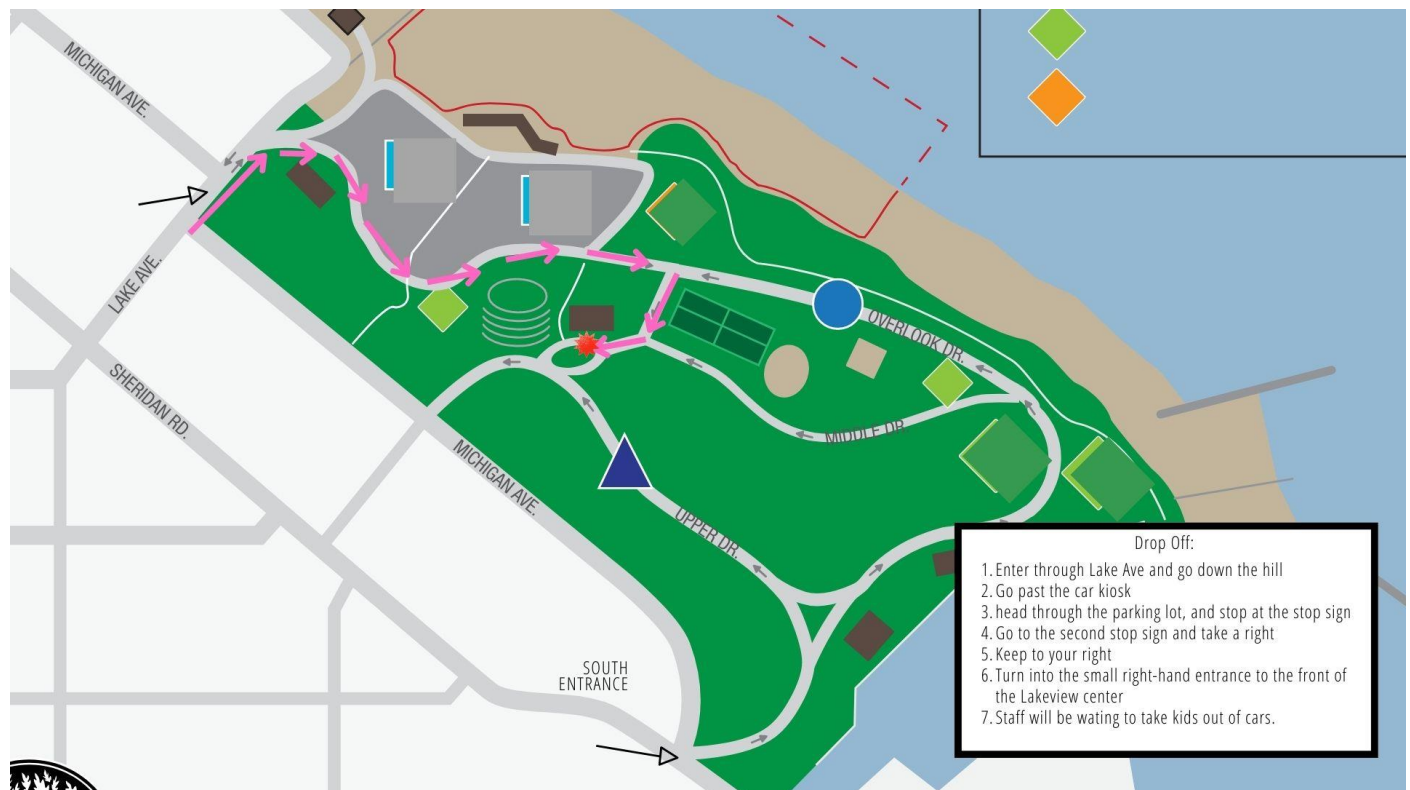 MICHIGAN AVE.
LAKE AVE.
SHERIDAN RD.
OVERLOOK DR.
MIDDLE DR.
MICHIGAN AVE.
UPPER DR.
SOUTH
ENTRANCE
Drop Off:
1. Enter through Lake Ave and go down the hill
2. Go past the car kiosk
3. head through the parking lot, and stop at the stop sign
4. Go to the second stop sign and take a right
5. Keep to your right
6. Turn into the small right-hand entrance to the front of
the Lakeview center
7. Staff will be wating to take kids out of cars.